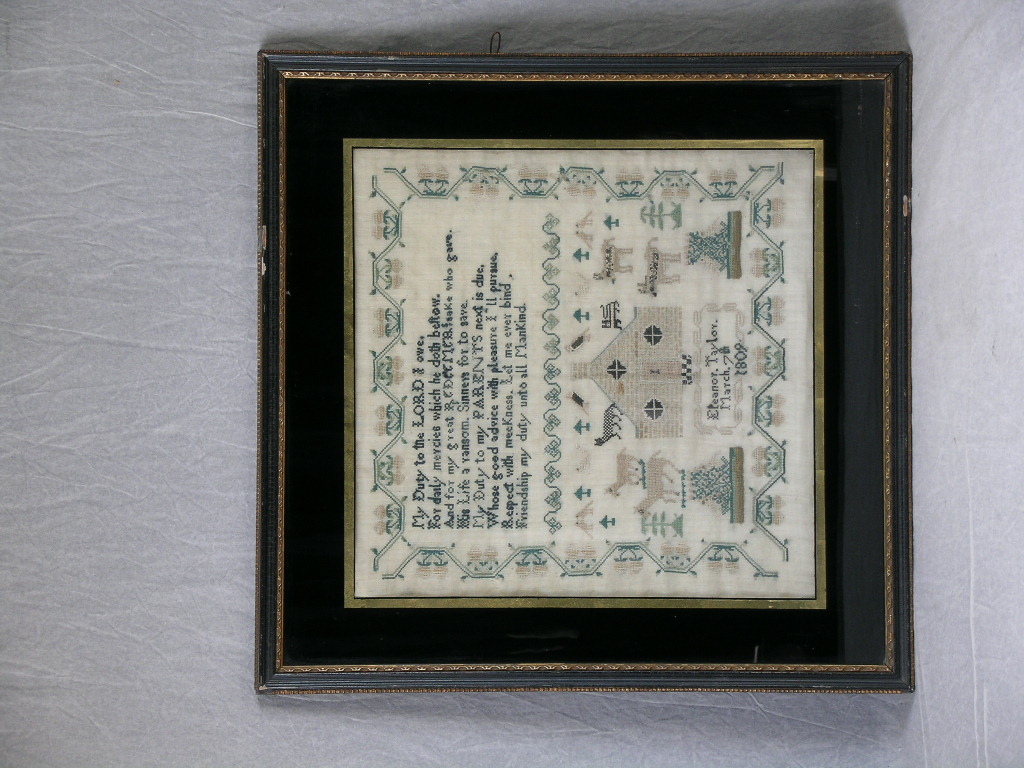 My Duty to the LORD I owe.
For daily mercies which he doth bestow.
And for my great REDEEMERS sake who gave.
His Life a ransom. Sinners for to save.
My Duty to my PARENTS next is due.
Whose good advice with pleasure I'll pursue,
Respect with meekness. Let me ever bind,
Friendship my duty unto all Mankind.
Eleanor. Taylor.
March, 7th
1809